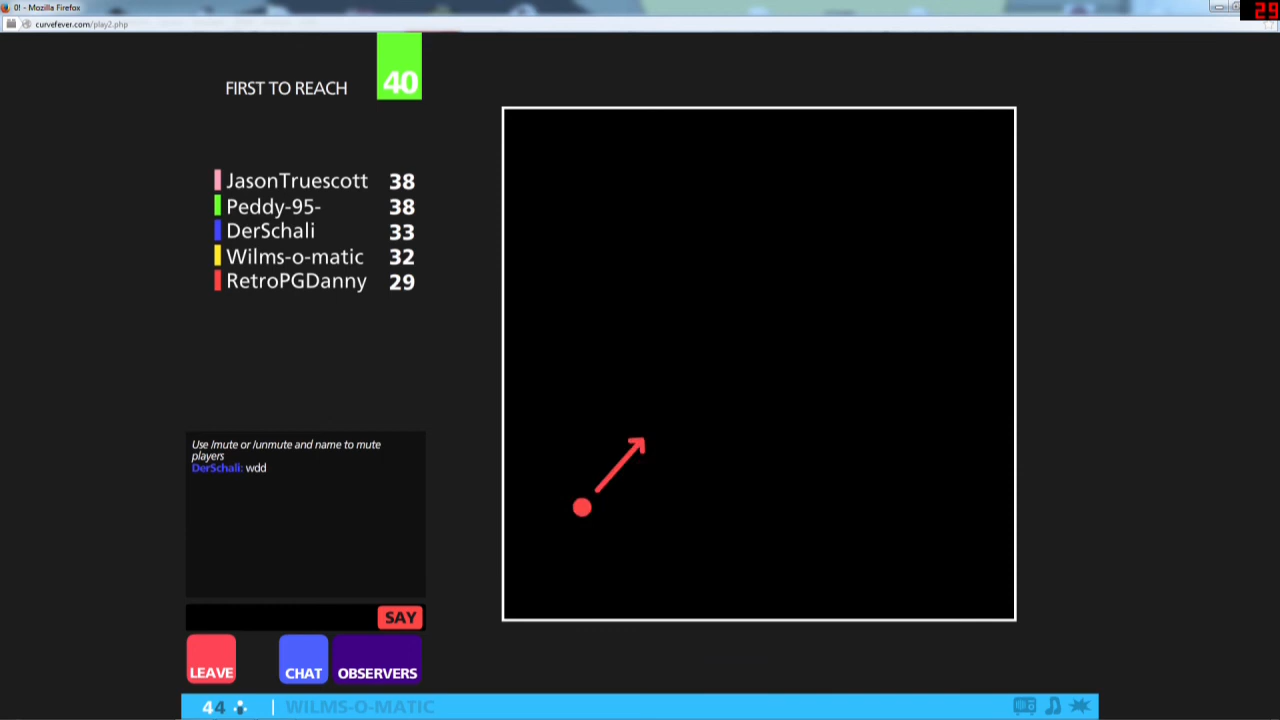 01 - Mozilla Firefox
29
curvefever.com/play2.php
FIRST TO REACH
40
JasonTruescott 38
Peddy-95- 38
DerSchali 33
Wilms-o-matic 32
RetroPGDanny 29
Use /mute or /unmute and name to mute
players
DerSchali: wdd
SAY
LEAVE
CHAT
OBSERVERS
44
WILMS-O-MATIC